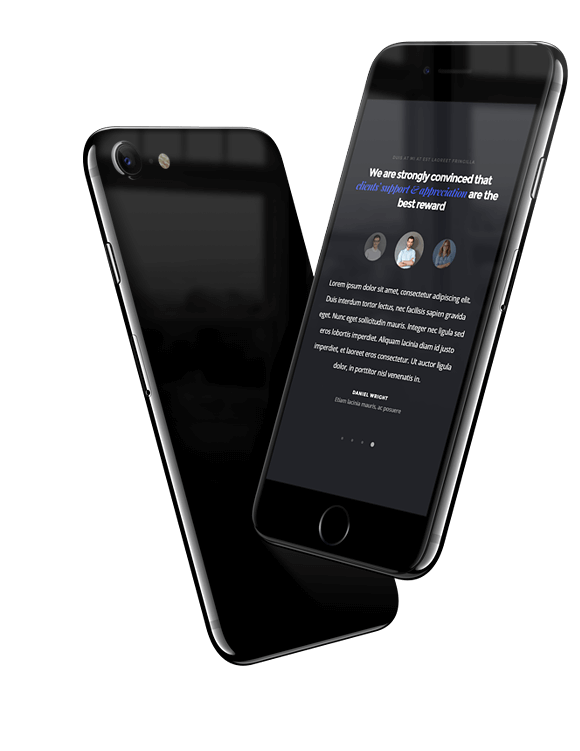 DUIS AT MI AT EST LAOREET FRINGILLA
We are strongly convinced that
clients' support & appreciation are the
best reward
Lorem ipsum dolor sit amet, consectetur adipiscing elit.
Duis interdum tortor lectus, nec facilisis sapien gravida
eget. Nunc eget sollicitudin mauris. Integer nec ligula sed
eros lobortis imperdiet. Aliquam lacinia diam id justo
imperdiet, et laoreet eros consectetur. Ut auctor ligula
dolor, in porttitor nisl venenatis in.
DANIEL WRIGHT
Etiam lacinia mauris, ac posuere